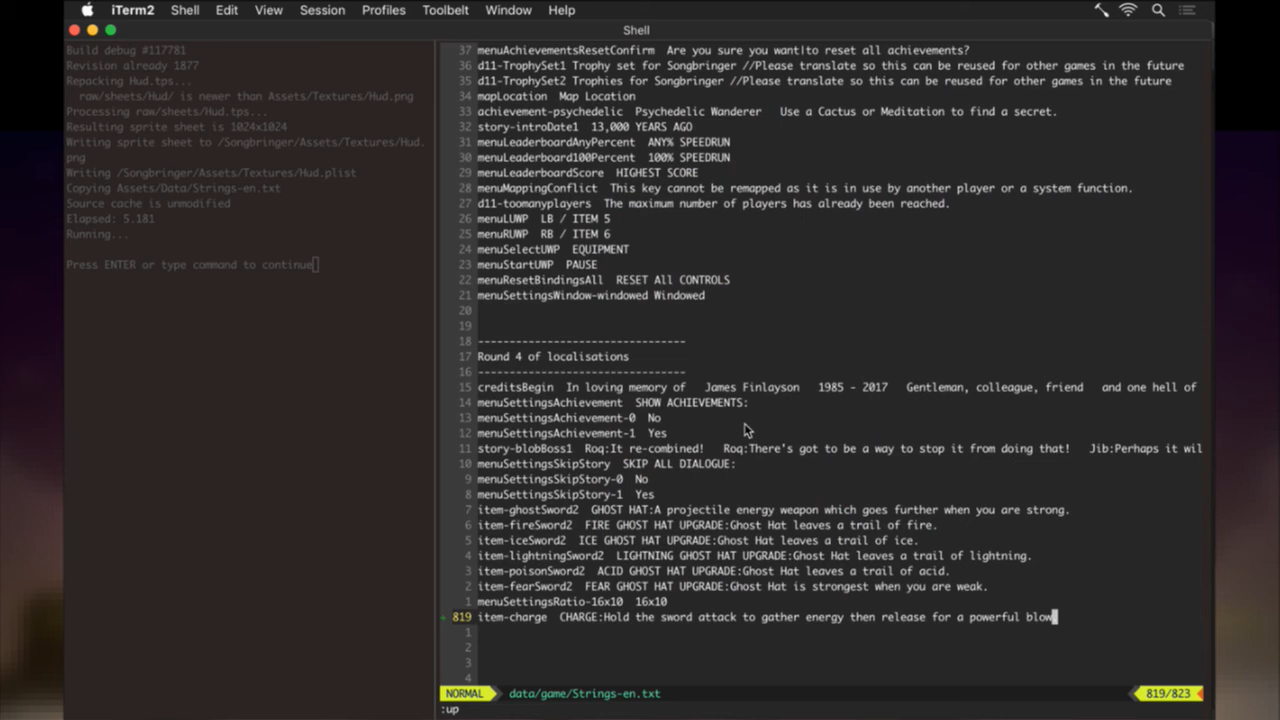 iTerm2 Shell Edit View Session Profiles Toolbelt Window Help
Shell
Build debug #117781
Revision already 1877
Repacking Hud.tps...
raw/sheets/Hud/ is newer than Assets/Textures/Hud.png
Processing raw/sheets/Hud.tps...
Resulting sprite sheet is 1024x1024
Writing sprite sheet to /Songbringer/Assets/Textures/Hud.
png
Writing /Songbringer/Assets/Textures/Hud.plist
Copying Assets/Data/Strings-en.txt
Source cache is unmodified
Elapsed: 5.181
Running...
Press ENTER or type command to continue
37 menuAchievementsResetConfirm Are you sure you want to reset all achievements?
36 d11-TrophySet1 Trophy set for Songbringer //Please translate so this can be reused for other games in the future
35 d11-TrophySet2 Trophies for Songbringer //Please translate so this can be reused for other games in the future
34 mapLocation Map Location
33 achievement-psychedelic Psychedelic Wanderer Use a Cactus or Meditation to find a secret.
32 story-introDate1 13,000 YEARS AGO
31 menuLeaderboardAnyPercent ANY% SPEEDRUN
30 menuLeaderboard100Percent 100% SPEEDRUN
29 menuLeaderboardScore HIGHEST SCORE
28 menuMappingConflict This key cannot be remapped as it is in use by another player or a system function.
27 d11-toomanyplayers The maximum number of players has already been reached.
26 menuLUWP LB / ITEM 5
25 menuRUWP RB / ITEM 6
24 menuSelectUWP EQUIPMENT
23 menuStartUWP PAUSE
22 menuResetBindingsAll RESET All CONTROLS
21 menuSettingsWindow-windowed Windowed
20
19
18 ---------------------------------
17 Round 4 of localisations
16 ---------------------------------
15 creditsBegin In loving memory of James Finlayson 1985 - 2017 Gentleman, colleague, friend and one hell of
14 menuSettingsAchievement SHOW ACHIEVEMENTS:
13 menuSettingsAchievement-0 No
12 menuSettingsAchievement-1 Yes
11 story-blobBoss1 Roq:It re-combined! Roq:There's got to be a way to stop it from doing that! Jib:Perhaps it wil
10 menuSettingsSkipStory SKIP ALL DIALOGUE:
9 menuSettingsSkipStory-0 No
8 menuSettingsSkipStory-1 Yes
7 item-ghostSword2 GHOST HAT:A projectile energy weapon which goes further when you are strong.
6 item-fireSword2 FIRE GHOST HAT UPGRADE:Ghost Hat leaves a trail of fire.
5 item-iceSword2 ICE GHOST HAT UPGRADE:Ghost Hat leaves a trail of ice.
4 item-lightningSword2 LIGHTNING GHOST HAT UPGRADE:Ghost Hat leaves a trail of lightning.
3 item-poisonSword2 ACID GHOST HAT UPGRADE:Ghost Hat leaves a trail of acid.
2 item-fearSword2 FEAR GHOST HAT UPGRADE:Ghost Hat is strongest when you are weak.
1 menuSettingsRatio-16x10 16x10
+ 819 item-charge CHARGE:Hold the sword attack to gather energy then release for a powerful blow
1
2
3
4
NORMAL data/game/Strings-en.txt 819/823
:up